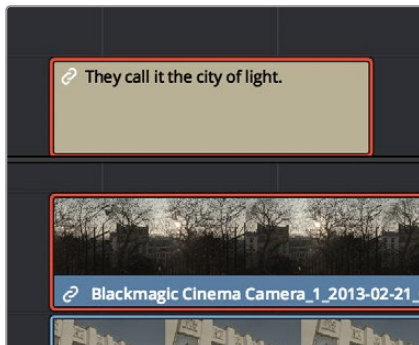 They call it the city of light.
Blackmagic Cinema Camera_1_2013-02-21_